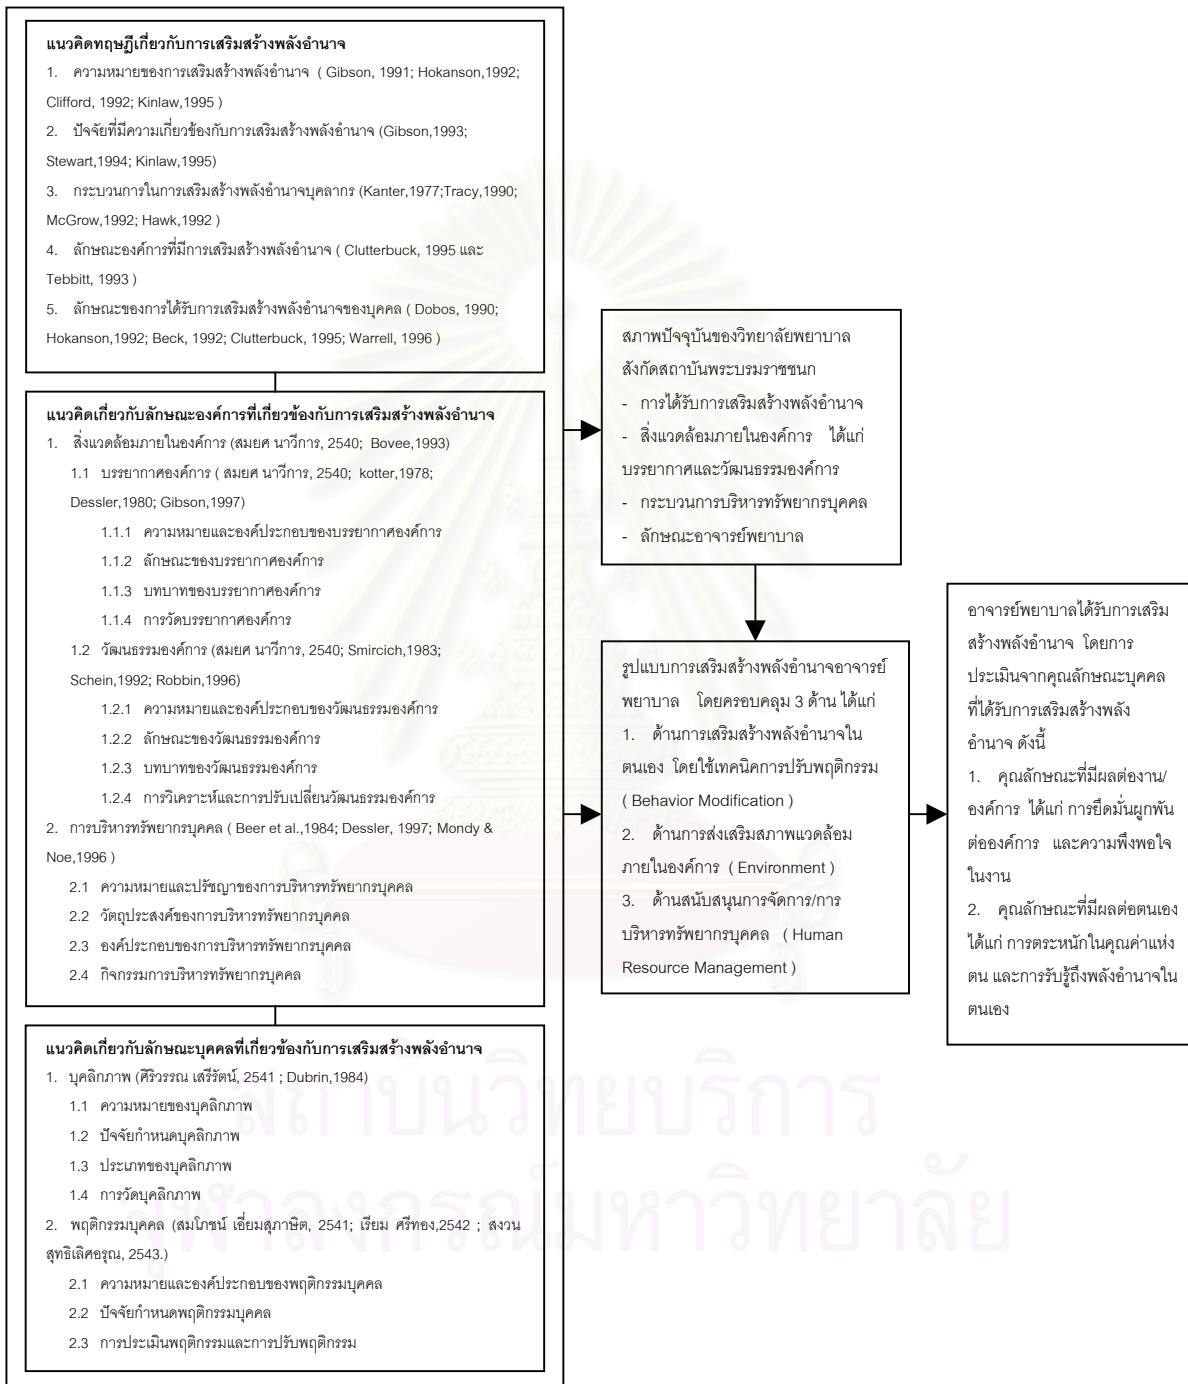 แนวคิดทฤษฎีเกี่ยวกับการเสริมสร้างพลังอำนาจ
1. ความหมายของการเสริมสร้างพลังอำนาจ ( Gibson, 1991; Hokanson,1992;
Clifford, 1992; Kinlaw,1995 )
2. ปัจจัยที่มีความเกี่ยวข้องกับการเสริมสร้างพลังอำนาจ (Gibson,1993;
Stewart,1994; Kinlaw,1995)
3. กระบวนการในการเสริมสร้างพลังอำนาจบุคลากร (Kanter,1977;Tracy,1990;
McGrow,1992; Hawk,1992 )
4. ลักษณะองค์การที่มีการเสริมสร้างพลังอำนาจ ( Clutterbuck, 1995 และ
Tebbitt, 1993 )
5. ลักษณะของการได้รับการเสริมสร้างพลังอำนาจของบุคคล ( Dobos, 1990;
Hokanson,1992; Beck, 1992; Clutterbuck, 1995; Warrell, 1996 )
แนวคิดเกี่ยวกับลักษณะองค์การที่เกี่ยวข้องกับการเสริมสร้างพลังอำนาจ
1. สิ่งแวดล้อมภายในองค์การ (สมยศ นาวีการ, 2540; Bovee,1993)
1.1 บรรยากาศองค์การ ( สมยศ นาวีการ, 2540; kotter,1978;
Dessler,1980; Gibson,1997)
1.1.1 ความหมายและองค์ประกอบของบรรยากาศองค์การ
1.1.2 ลักษณะของบรรยากาศองค์การ
1.1.3 บทบาทของบรรยากาศองค์การ
1.1.4 การวัดบรรยากาศองค์การ
1.2 วัฒนธรรมองค์การ (สมยศ นาวีการ, 2540; Smircich,1983;
Schein,1992; Robbin,1996)
1.2.1 ความหมายและองค์ประกอบของวัฒนธรรมองค์การ
1.2.2 ลักษณะของวัฒนธรรมองค์การ
1.2.3 บทบาทของวัฒนธรรมองค์การ
1.2.4 การวิเคราะห์และการปรับเปลี่ยนวัฒนธรรมองค์การ
2. การบริหารทรัพยากรบุคคล ( Beer et al.,1984; Dessler, 1997; Mondy &
Noe,1996 )
2.1 ความหมายและปรัชญาของการบริหารทรัพยากรบุคคล
2.2 วัตถุประสงค์ของการบริหารทรัพยากรบุคคล
2.3 องค์ประกอบของการบริหารทรัพยากรบุคคล
2.4 กิจกรรมการบริหารทรัพยากรบุคคล
แนวคิดเกี่ยวกับลักษณะบุคคลที่เกี่ยวข้องกับการเสริมสร้างพลังอำนาจ
1. บุคลิกภาพ (ศิริวรรณ เสรีรัตน์, 2541 ; Dubrin,1984)
1.1 ความหมายของบุคลิกภาพ
1.2 ปัจจัยกำหนดบุคลิกภาพ
1.3 ประเภทของบุคลิกภาพ
1.4 การวัดบุคลิกภาพ
2. พฤติกรรมบุคคล (สมโภชน์ เอี่ยมสุภาษิต, 2541; เรียม ศรีทอง,2542 ; สงวน
สุทธิเลิศอรุณ, 2543.)
2.1 ความหมายและองค์ประกอบของพฤติกรรมบุคคล
2.2 ปัจจัยกำหนดพฤติกรรมบุคคล
2.3 การประเมินพฤติกรรมและการปรับพฤติกรรม
สภาพปัจจุบันของวิทยาลัยพยาบาล
สังกัดสถาบันพระบรมราชชนก
- การได้รับการเสริมสร้างพลังอำนาจ
- สิ่งแวดล้อมภายในองค์การ ได้แก่
บรรยากาศและวัฒนธรรมองค์การ
- กระบวนการบริหารทรัพยากรบุคคล
- ลักษณะอาจารย์พยาบาล
รูปแบบการเสริมสร้างพลังอำนาจอาจารย์
พยาบาล โดยครอบคลุม 3 ด้าน ได้แก่
1. ด้านการเสริมสร้างพลังอำนาจใน
ตนเอง โดยใช้เทคนิคการปรับพฤติกรรม
( Behavior Modification )
2. ด้านการส่งเสริมสภาพแวดล้อม
ภายในองค์การ ( Environment )
3. ด้านสนับสนุนการจัดการ/การ
บริหารทรัพยากรบุคคล ( Human
Resource Management )
อาจารย์พยาบาลได้รับการเสริม
สร้างพลังอำนาจ โดยการ
ประเมินจากคุณลักษณะบุคคล
ที่ได้รับการเสริมสร้างพลัง
อำนาจ ดังนี้
1. คุณลักษณะที่มีผลต่องาน/
องค์การ ได้แก่ การยึดมั่นผูกพัน
ต่อองค์การ และความพึงพอใจ
ในงาน
2. คุณลักษณะที่มีผลต่อตนเอง
ได้แก่ การตระหนักในคุณค่าแห่ง
ตน และการรับรู้ถึงพลังอำนาจใน
ตนเอง
สถาบันวิทยบริการ
จุฬาลงกรณ์มหาวิทยาลัย